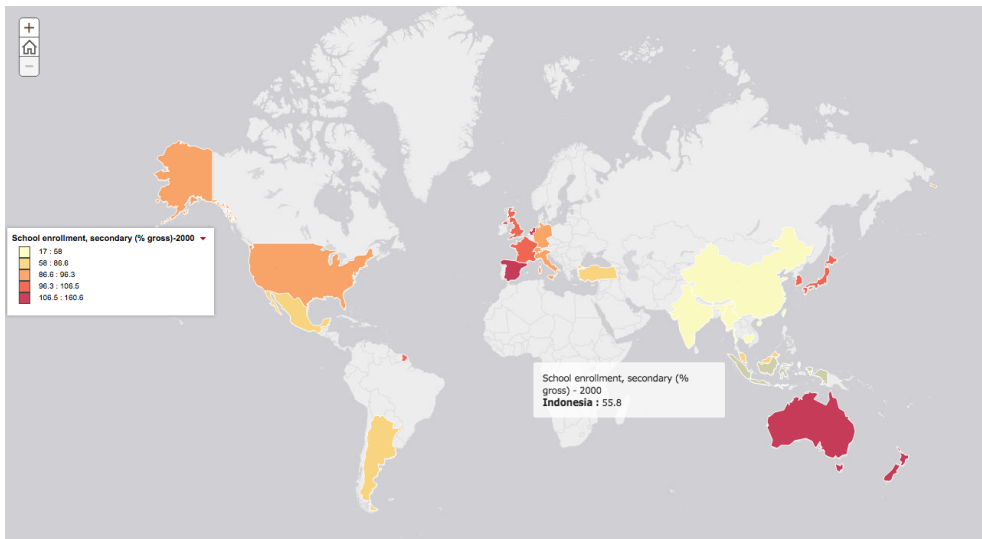 +
−
School enrollment, secondary (% gross)-2000
17 : 58
58 : 86.6
86.6 : 96.3
96.3 : 106.5
106.5 : 160.6
School enrollment, secondary (%
gross) - 2000
Indonesia : 55.8